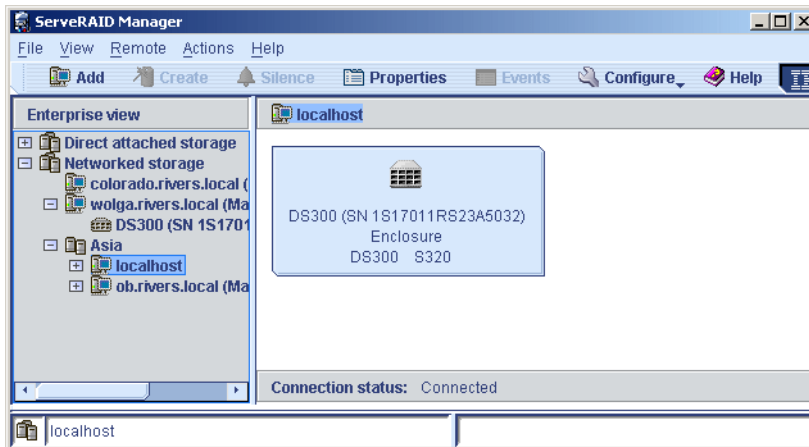 ServeRAID Manager
File View Remote Actions Help
Add Create Silence Properties Events Configure Help
Enterprise view
localhost
Direct attached storage
Networked storage
colorado.rivers.local (
wolga.rivers.local (Ma
DS300 (SN 1S1701
Asia
localhost
ob.rivers.local (Ma
DS300 (SN 1S17011RS23A5032)
Enclosure
DS300 S320
Connection status: Connected
localhost